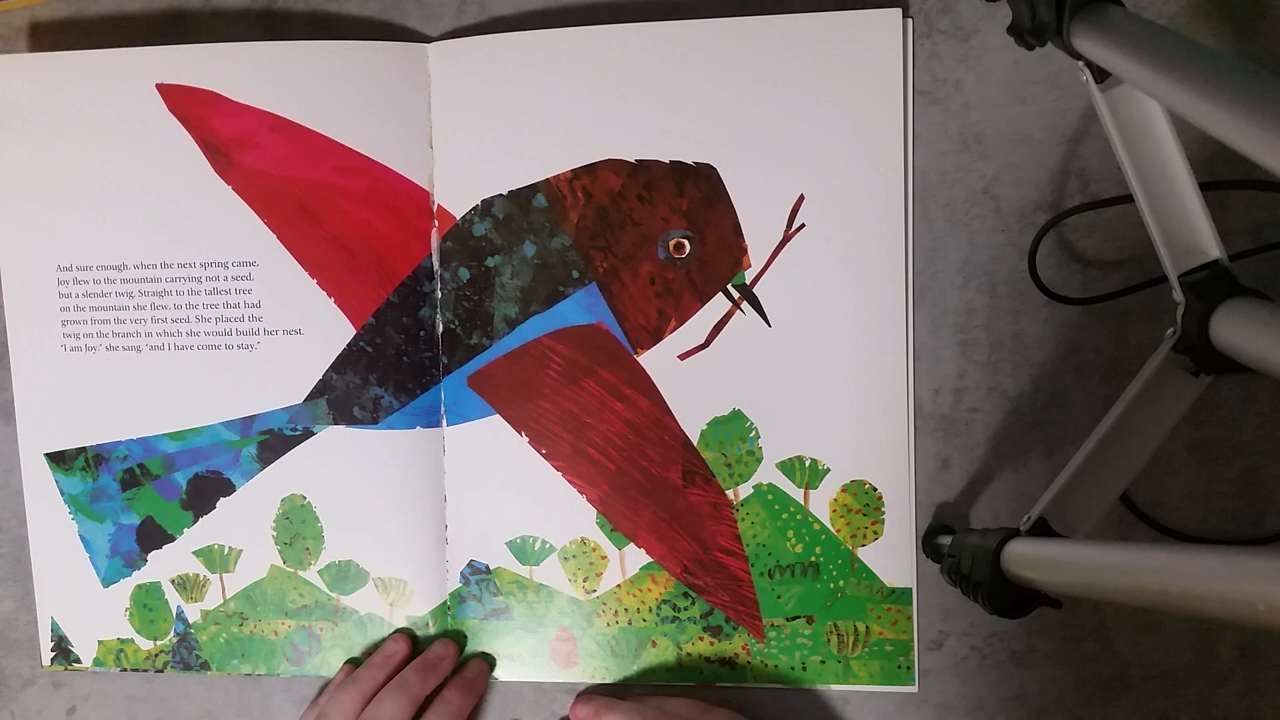 And sure enough, when the next spring came,
Joy flew to the mountain carrying not a seed,
but a slender twig. Straight to the tallest tree
on the mountain she flew, to the tree that had
grown from the very first seed. She placed the
twig on the branch in which she would build her nest.
"I am Joy," she sang, "and I have come to stay."